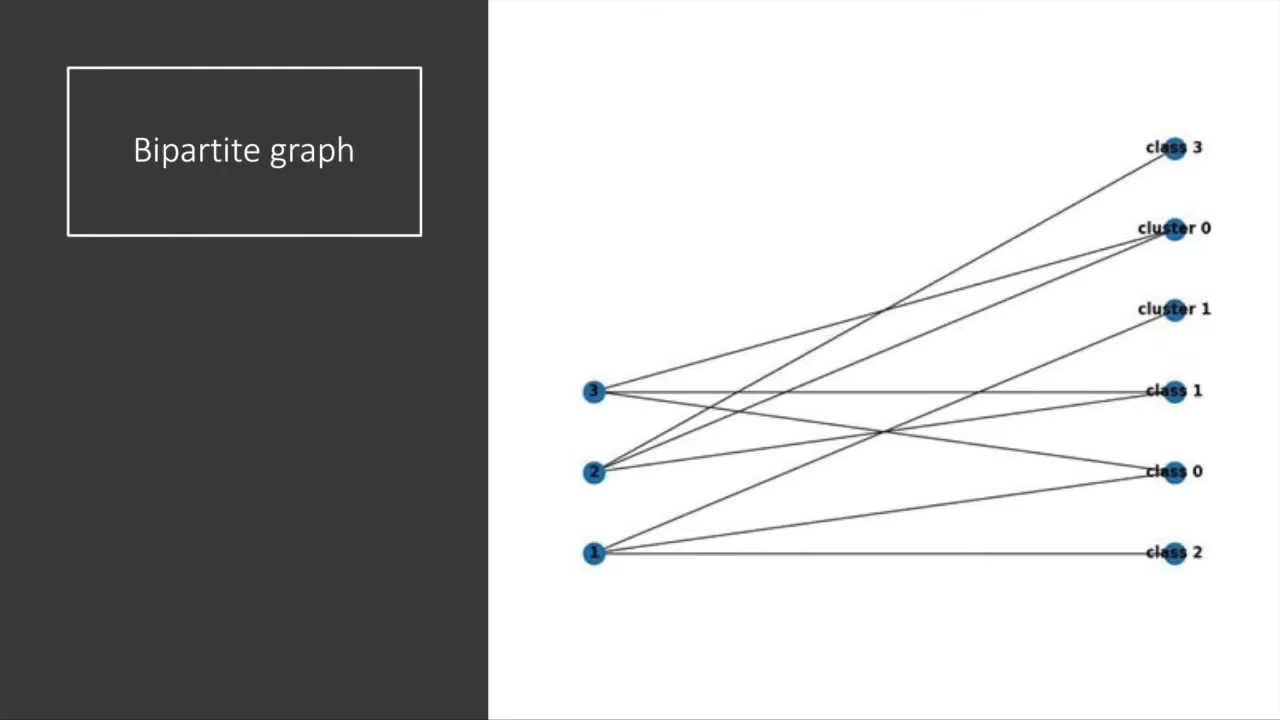 Bipartite graph
class 3
cluster 0
cluster 1
3
class 1
2
class 0
1
class 2